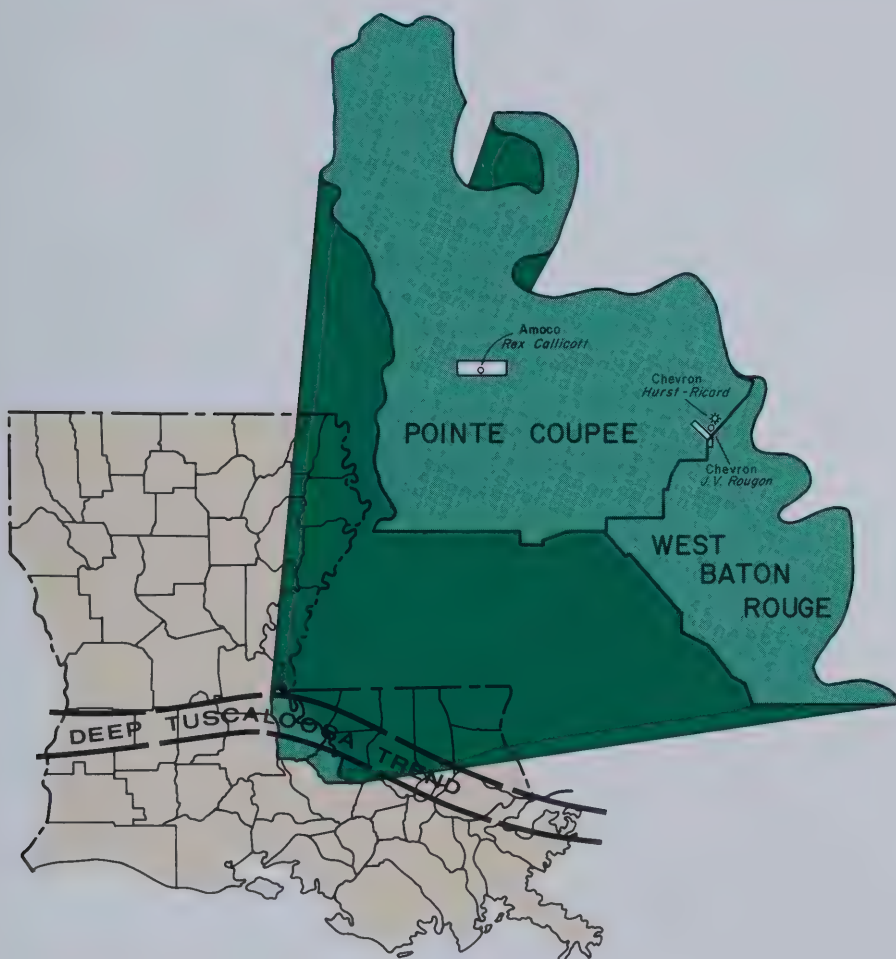 Amoco
Rex Callicott
Chevron
Hurst-Ricard
POINTE COUPEE
Chevron
J.V. Rougon
WEST
BATON
ROUGE
DEEP TUSCALOOSA TREND